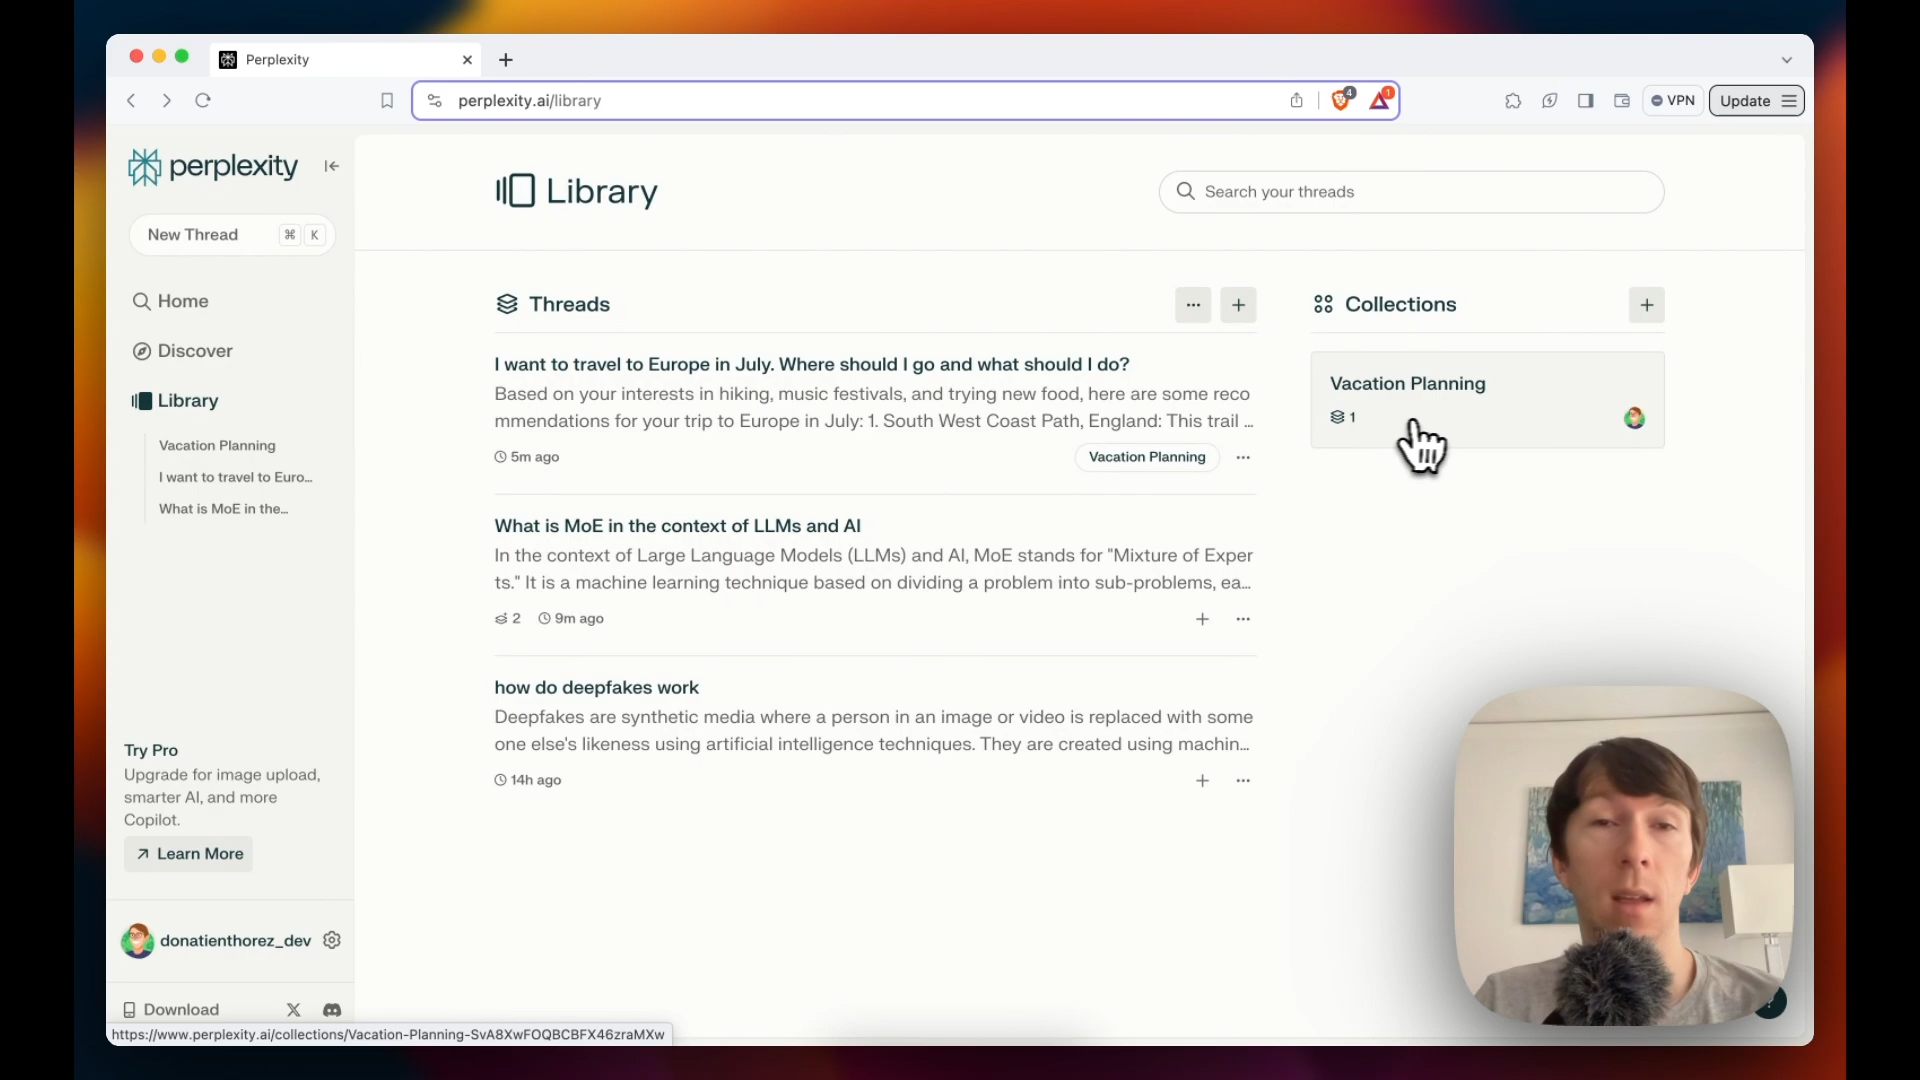 Perplexity
perplexity.ai/library
4
1
VPN
Update
perplexity
New Thread
⌘ K
Home
Discover
Library
Vacation Planning
I want to travel to Euro...
What is MoE in the...
Try Pro
Upgrade for image upload,
smarter AI, and more
Copilot.
Learn More
donatienthorez_dev
Download
https://www.perplexity.ai/collections/Vacation-Planning-SvA8XwFOQBCBFX46zraMXw
Library
Search your threads
Threads
I want to travel to Europe in July. Where should I go and what should I do?
Based on your interests in hiking, music festivals, and trying new food, here are some reco
mmendations for your trip to Europe in July: 1. South West Coast Path, England: This trail ...
5m ago
Vacation Planning
What is MoE in the context of LLMs and AI
In the context of Large Language Models (LLMs) and AI, MoE stands for "Mixture of Exper
ts." It is a machine learning technique based on dividing a problem into sub-problems, ea...
2 9m ago
how do deepfakes work
Deepfakes are synthetic media where a person in an image or video is replaced with some
one else's likeness using artificial intelligence techniques. They are created using machin...
14h ago
Collections
Vacation Planning
1